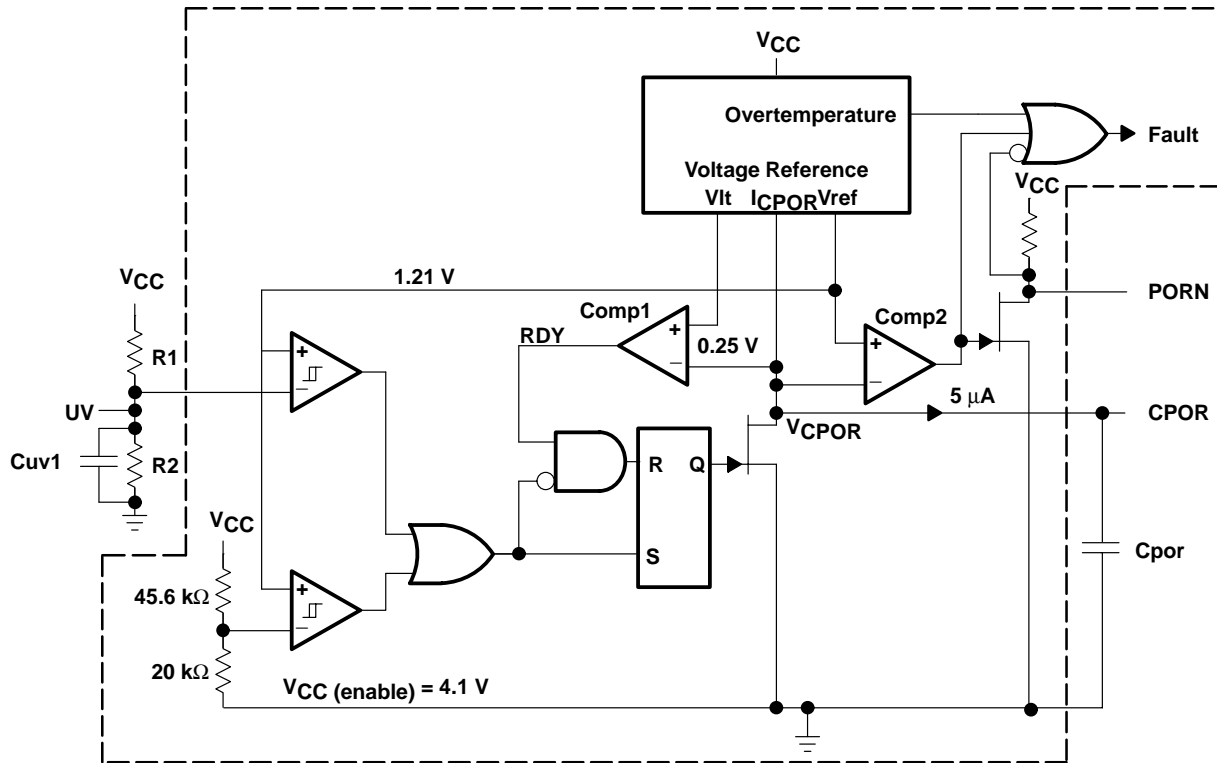 VCC
Overtemperature
Fault
Voltage Reference
VCC
Vlt ICPOR Vref
VCC
1.21 V
PORN
Comp1
Comp2
RDY
+
+
R1
+
0.25 V
−
−
−
5 μA
UV
VCPOR
CPOR
Cuv1
R2
R
Q
VCC
S
Cpor
45.6 kΩ
+
−
20 kΩ
VCC (enable) = 4.1 V